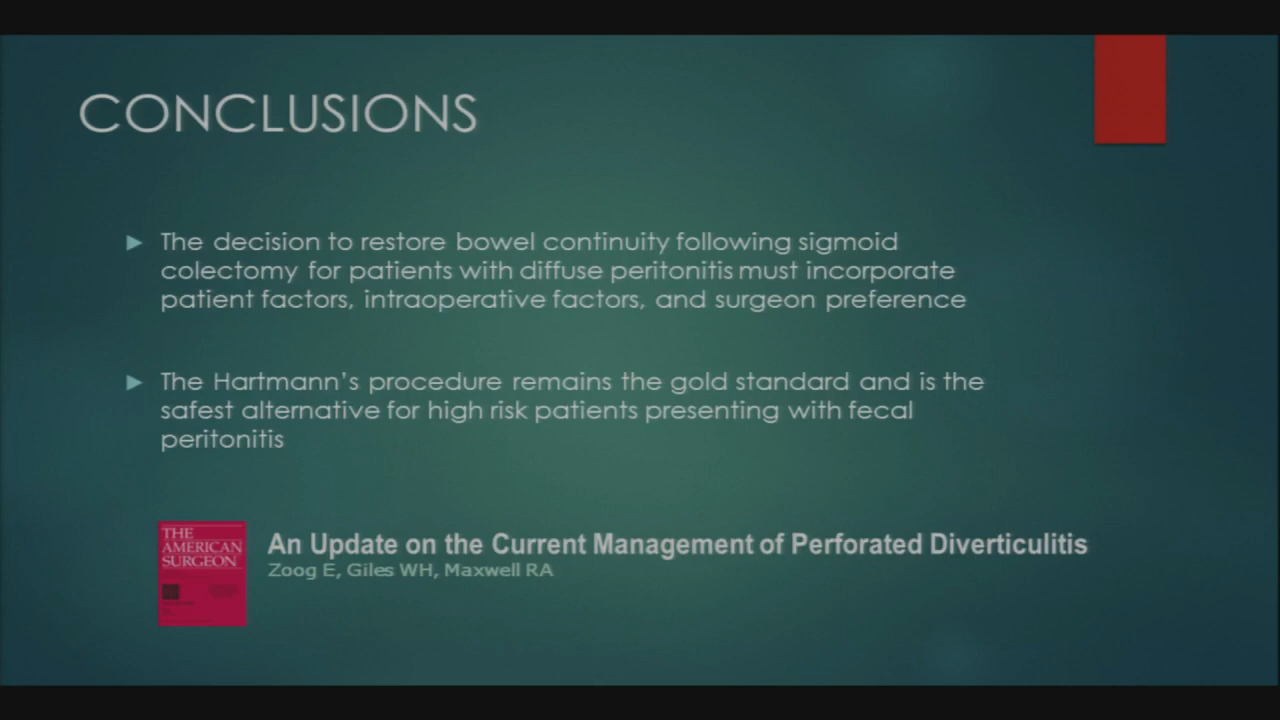 CONCLUSIONS
The decision to restore bowel continuity following sigmoid
colectomy for patients with diffuse peritonitis must incorporate
patient factors, intraoperative factors, and surgeon preference
The Hartmann’s procedure remains the gold standard and is the
safest alternative for high risk patients presenting with fecal
peritonitis
THE
AMERICAN
SURGEON
An Update on the Current Management of Perforated Diverticulitis
Zoog E, Giles WH, Maxwell RA